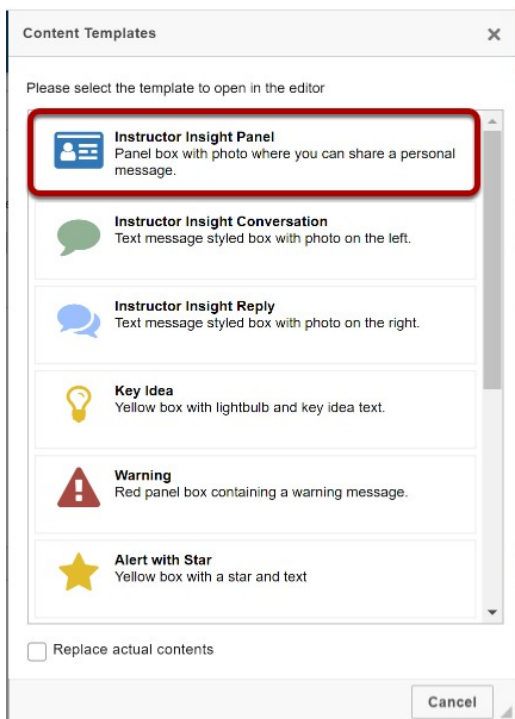 Content Templates
Please select the template to open in the editor
Instructor Insight Panel
Panel box with photo where you can share a personal
message.
Instructor Insight Conversation
Text message styled box with photo on the left.
Instructor Insight Reply
Text message styled box with photo on the right.
Key Idea
Yellow box with lightbulb and key idea text.
Warning
Red panel box containing a warning message.
Alert with Star
Yellow box with a star and text
Replace actual contents
Cancel